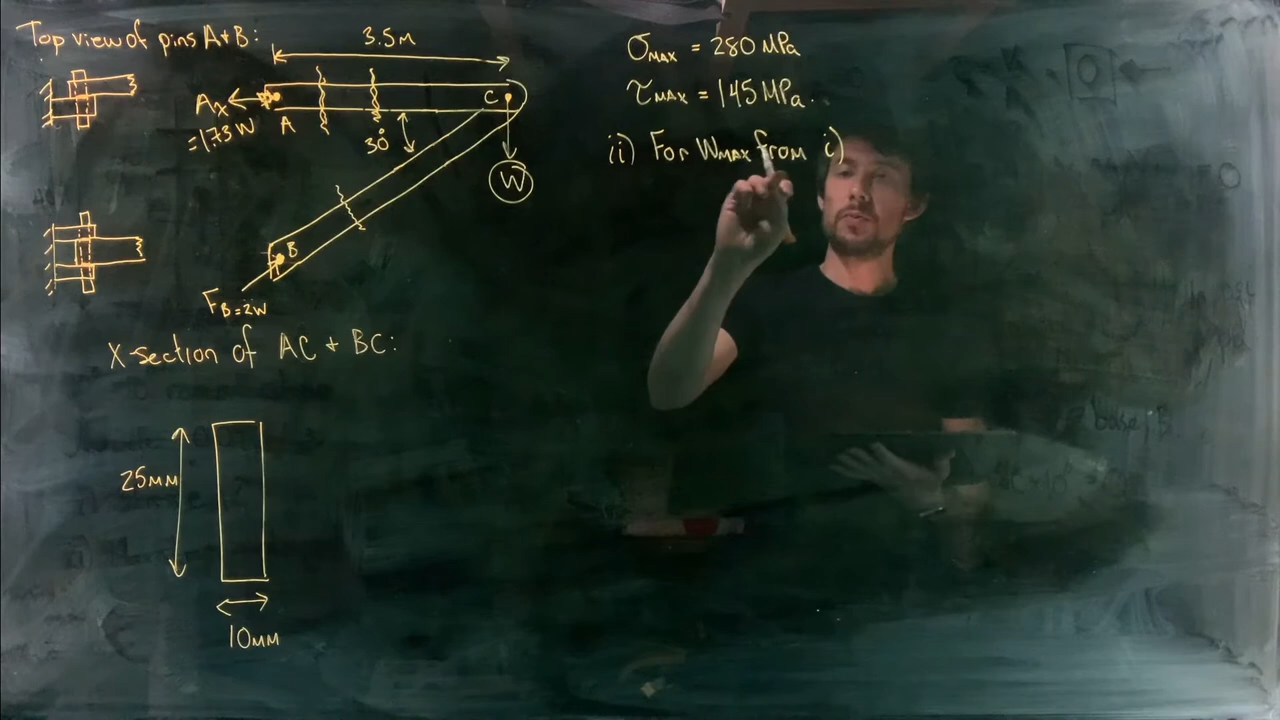 Top view of pins A+B:
3.5m
Ax
=1.73W
A
30°
C
W
B
FB=2W
X-section of AC + BC:
25mm
10mm
σMAX = 280 MPa
τMAX = 145 MPa.
ii) For WMAX from i)
base, B